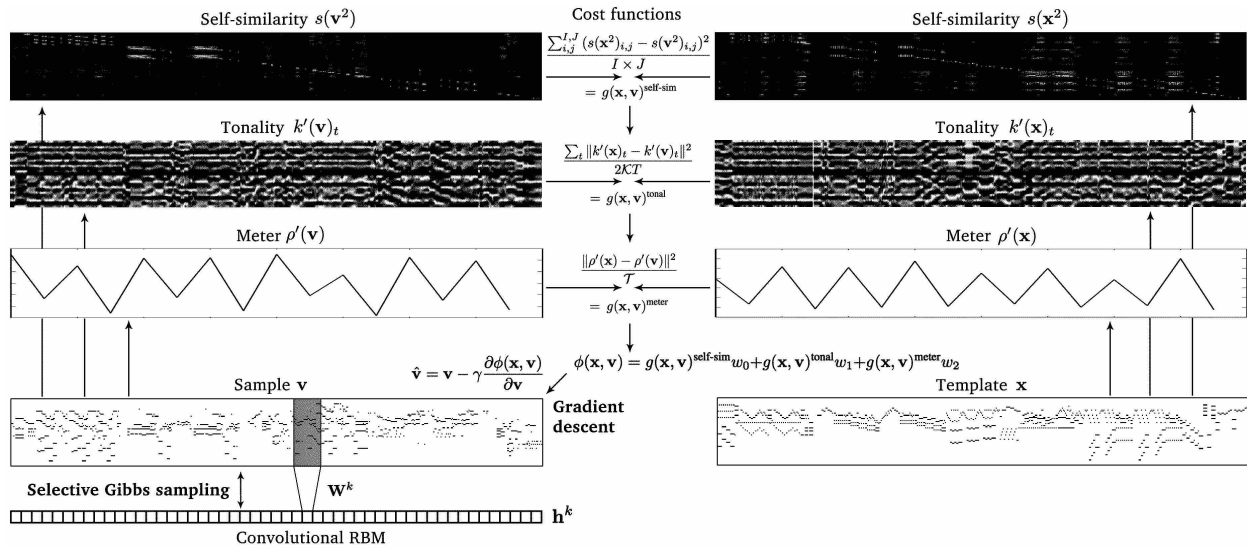 Self-similarity s(v²)
Cost functions
Self-similarity s(x²)
∑_{i,j}^{I,J} (s(x²)_{i,j} − s(v²)_{i,j})²
I × J
= g(x, v)^{self-sim}
Tonality k′(v)_t
Tonality k′(x)_t
∑_t ‖k′(x)_t − k′(v)_t‖²
2𝒦T
= g(x, v)^{tonal}
Meter ρ′(v)
Meter ρ′(x)
‖ρ′(x) − ρ′(v)‖²
𝒯
= g(x, v)^{meter}
v̂ = v − γ ∂φ(x, v)/∂v
φ(x, v) = g(x, v)^{self-sim}w₀+g(x, v)^{tonal}w₁+g(x, v)^{meter}w₂
Sample v
Template x
Gradient
descent
Selective Gibbs sampling
W^k
h^k
Convolutional RBM